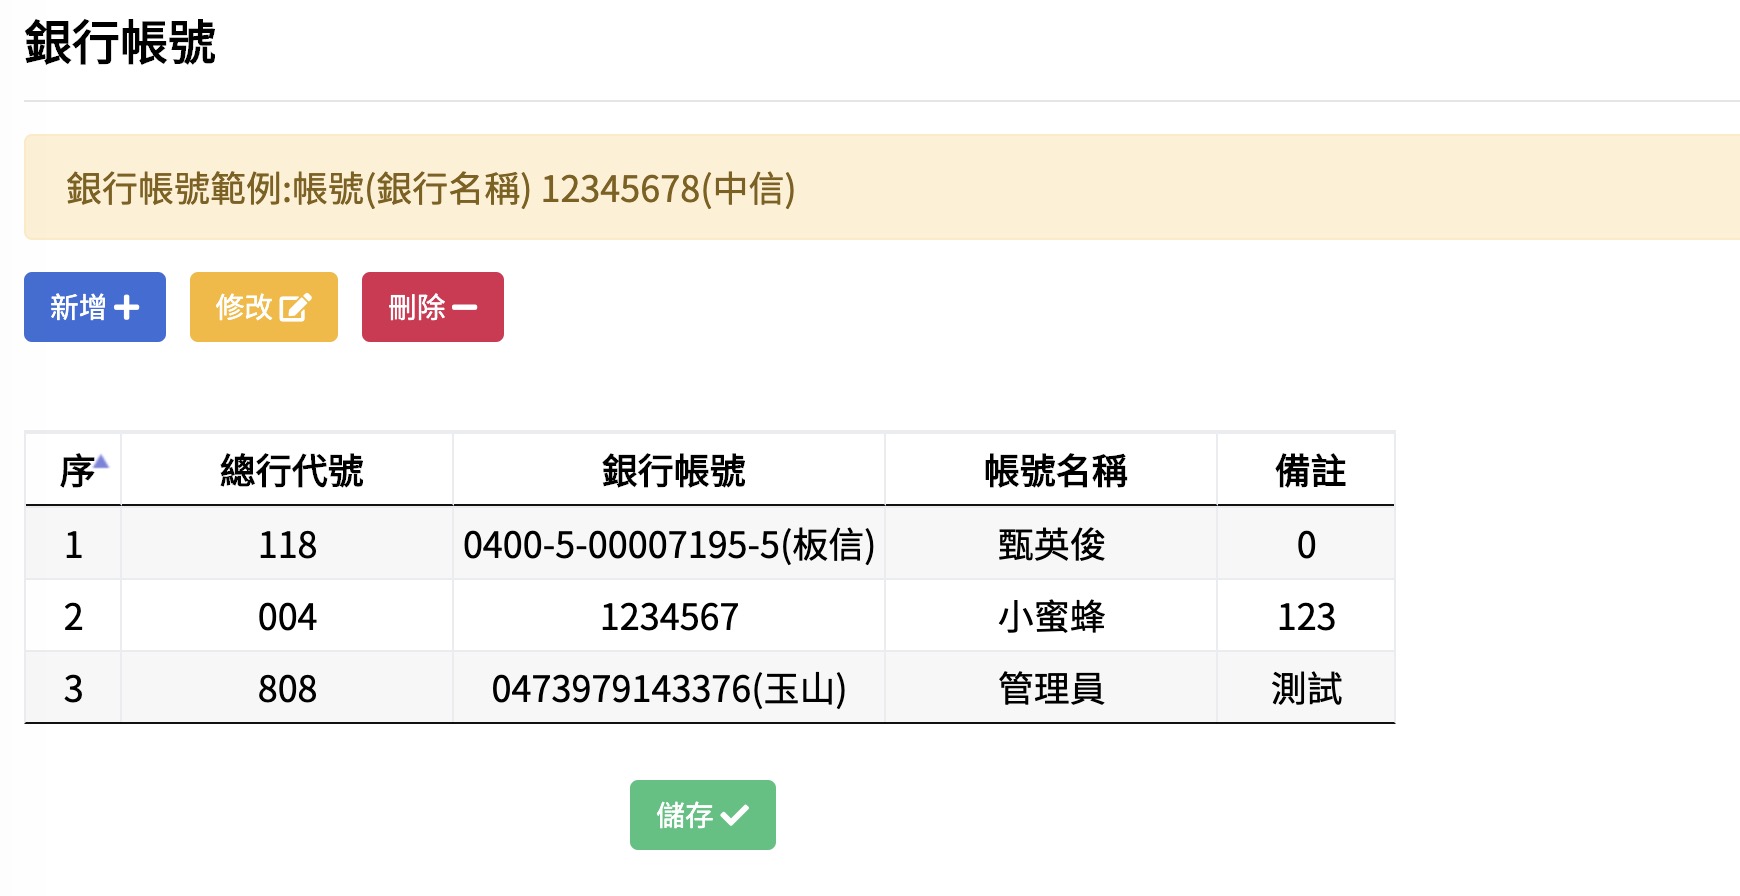 銀行帳號
銀行帳號範例:帳號(銀行名稱) 12345678(中信)
新增 修改 刪除
序 總行代號 銀行帳號 帳號名稱 備註
1 118 0400-5-00007195-5(板信) 甄英俊 0
2 004 1234567 小蜜蜂 123
3 808 0473979143376(玉山) 管理員 測試
儲存